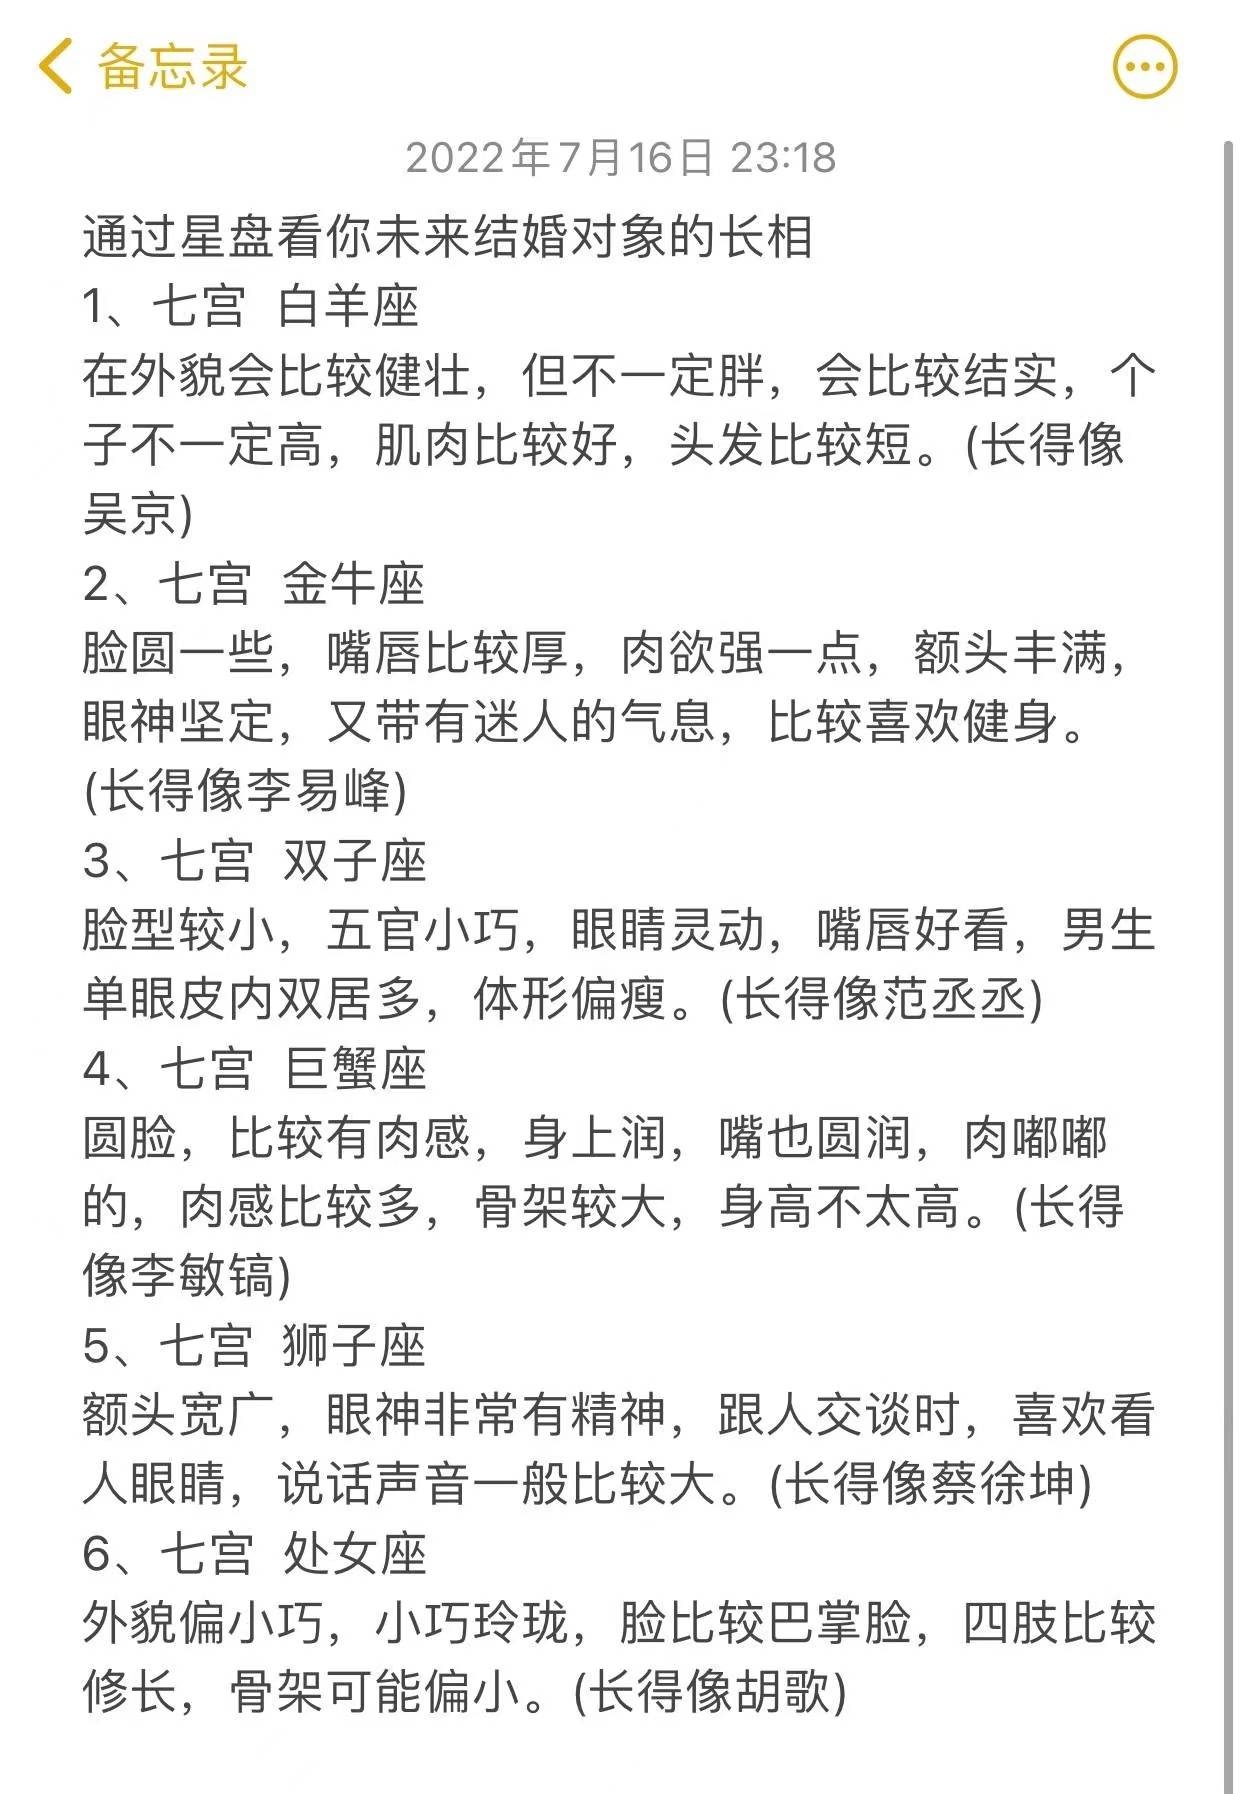 备忘录
2022年7月16日 23:18
通过星盘看你未来结婚对象的长相
1、七宫 白羊座
在外貌会比较健壮，但不一定胖，会比较结实，个
子不一定高，肌肉比较好，头发比较短。(长得像
吴京)
2、七宫 金牛座
脸圆一些，嘴唇比较厚，肉欲强一点，额头丰满，
眼神坚定，又带有迷人的气息，比较喜欢健身。
(长得像李易峰)
3、七宫 双子座
脸型较小，五官小巧，眼睛灵动，嘴唇好看，男生
单眼皮内双居多，体形偏瘦。(长得像范丞丞)
4、七宫 巨蟹座
圆脸，比较有肉感，身上润，嘴也圆润，肉嘟嘟
的，肉感比较多，骨架较大，身高不太高。(长得
像李敏镐)
5、七宫 狮子座
额头宽广，眼神非常有精神，跟人交谈时，喜欢看
人眼睛，说话声音一般比较大。(长得像蔡徐坤)
6、七宫 处女座
外貌偏小巧，小巧玲珑，脸比较巴掌脸，四肢比较
修长，骨架可能偏小。(长得像胡歌)